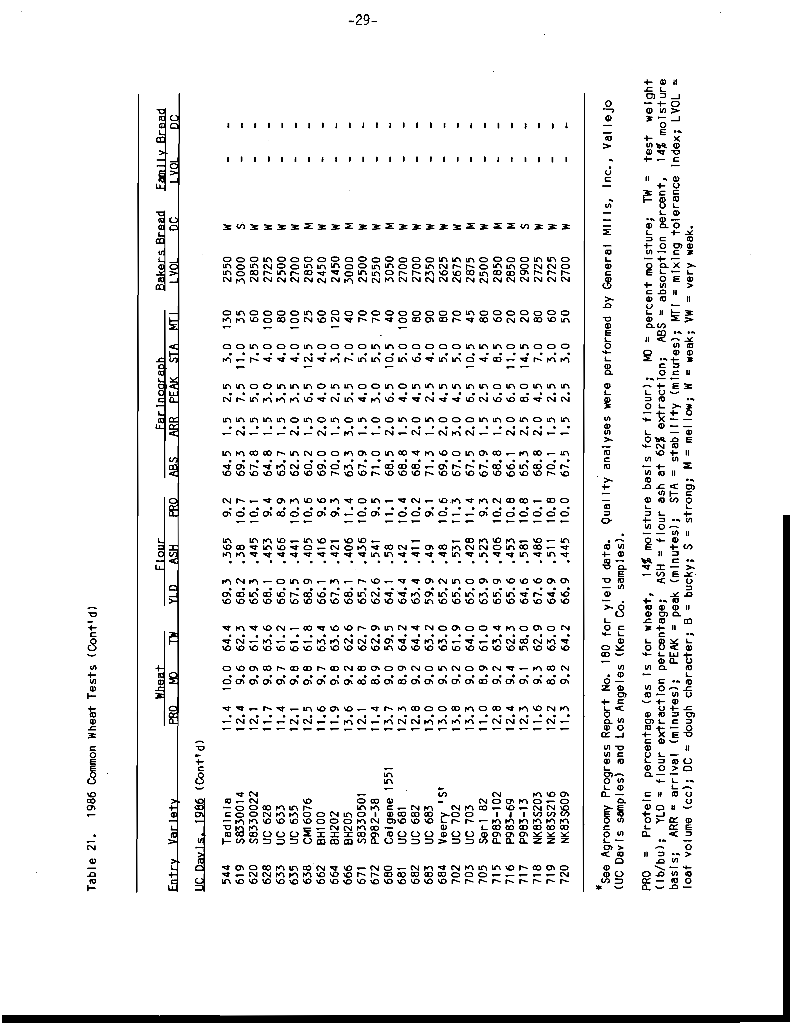 -29-
Table 21. 1986 Common Wheat Tests (Cont'd)
Wheat Flour Farinograph Bakers Bread Family Bread
Entry Variety PRO MO TW YLD ASH PRO ABS ARR PEAK STA MTI LVOL DC LVOL DC
UC Davis, 1986 (Cont'd)
544 Tadinia 11.4 10.0 64.4 69.3 .365 9.2 64.5 1.5 2.5 3.0 130 2550 W - -
619 S8330014 12.4 9.6 62.3 68.2 .38 10.7 69.3 2.5 7.5 11.0 35 3000 S - -
620 S8330022 12.1 9.9 61.4 65.3 .445 10.1 67.8 1.5 5.0 7.5 60 2850 W - -
628 UC 628 11.7 9.8 63.6 68.1 .453 9.4 64.8 1.5 3.0 4.0 100 2725 W - -
633 UC 633 11.4 9.7 61.2 66.0 .466 8.9 63.7 1.5 3.5 4.0 80 2500 W - -
635 UC 635 12.1 9.8 61.1 67.5 .441 10.3 62.5 2.0 3.5 4.0 100 2700 W - -
638 CM16076 12.5 9.8 61.8 68.9 .405 10.6 60.2 1.5 6.5 12.5 25 2850 M - -
662 BH100 11.6 9.7 63.4 66.1 .416 9.6 69.0 2.0 4.0 4.0 60 2450 W - -
664 BH202 11.9 9.8 63.6 67.3 .421 9.3 70.0 1.5 2.5 3.0 120 2450 W - -
666 BH205 13.6 9.2 62.6 68.1 .406 11.4 63.3 3.0 5.5 7.0 40 3000 M - -
671 S8330501 12.1 8.8 62.7 65.7 .436 10.0 67.9 1.5 4.0 5.0 70 2500 W - -
672 P982-38 11.4 8.9 62.9 62.6 .541 9.5 71.0 1.0 3.0 5.5 70 2550 W - -
680 Calgene 1551 13.7 9.0 59.5 64.1 .58 11.1 68.5 2.0 6.5 10.5 40 3050 M - -
681 UC 681 12.3 8.9 64.2 64.4 .42 10.4 68.8 1.5 4.0 5.0 100 2700 W - -
682 UC 682 12.8 9.2 64.4 63.4 .411 10.2 68.4 2.0 4.5 6.0 80 2700 W - -
683 UC 683 13.0 9.0 63.2 59.9 .49 9.1 71.3 1.5 2.5 4.0 90 2350 W - -
684 Veery 'S' 13.0 9.5 63.0 65.2 .48 10.6 69.6 2.0 4.5 5.0 80 2625 W - -
702 UC 702 13.8 9.2 61.9 65.5 .531 11.3 67.0 3.0 4.0 5.0 70 2675 W - -
703 UC 703 13.3 9.0 64.0 65.0 .428 11.4 67.5 2.0 6.5 10.5 45 2875 M - -
705 Seri 82 11.0 8.9 61.0 63.9 .523 9.3 67.9 1.5 2.5 4.5 80 2500 W - -
715 P983-102 12.8 9.2 63.4 65.9 .406 10.2 68.8 1.5 6.0 8.5 60 2850 M - -
716 P983-69 12.4 9.4 62.3 65.6 .453 10.8 66.1 2.0 6.5 11.0 20 2850 M - -
717 P983-13 12.3 9.1 58.0 64.6 .581 10.8 65.3 2.5 8.0 14.5 20 2900 S - -
718 NK83S203 11.6 9.3 62.9 67.6 .486 10.1 68.8 2.0 4.5 7.0 80 2725 W - -
719 NK83S216 12.2 8.8 63.0 64.9 .511 10.8 70.1 1.5 2.5 3.0 60 2725 W - -
720 NK83S609 11.3 9.2 64.2 66.9 .445 10.0 67.5 1.5 2.5 3.0 50 2700 W - -
*See Agronomy Progress Report No. 180 for yield data. Quality analyses were performed by General Mills, Inc., Vallejo
(UC Davis samples) and Los Angeles (Kern Co. samples).
PRO = Protein percentage (as is for wheat, 14% moisture basis for flour); MO = percent moisture; TW = test weight
(lb/bu); YLD = flour extraction percentage; ASH = flour ash at 62% extraction; ABS = absorption percent, 14% moisture
basis; ARR = arrival (minutes); PEAK = peak (minutes); STA = stability (minutes); MTI = mixing tolerance index; LVOL =
loaf volume (cc); DC = dough character; B = bucky; S = strong; M = mellow; W = weak; VW = very weak.